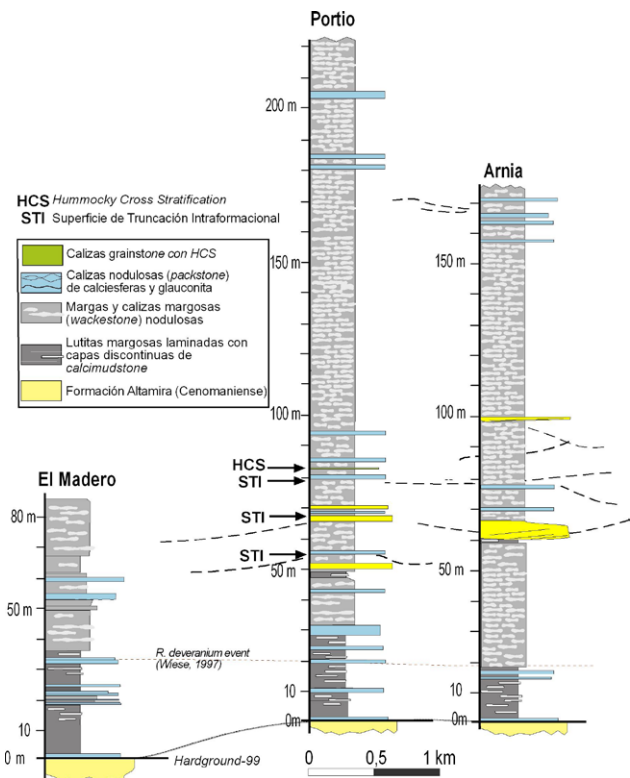 Portio
200 m
Arnia
HCS Hummocky Cross Stratification
STI Superficie de Truncación Intraformacional
Calizas grainstone con HCS
Calizas nodulosas (packstone)
de calciesferas y glauconita
Margas y calizas margosas
(wackestone) nodulosas
Lutitas margosas laminadas con
capas discontinuas de
calcimudstone
Formación Altamira (Cenomaniense)
150 m
150 m
100 m
100 m
El Madero
HCS
STI
80 m
STI
STI
50 m
50 m
50 m
R. deveranium event
(Wiese, 1997)
10
10
10
0m
0m
0 m
Hardground-99
0 0,5 1 km